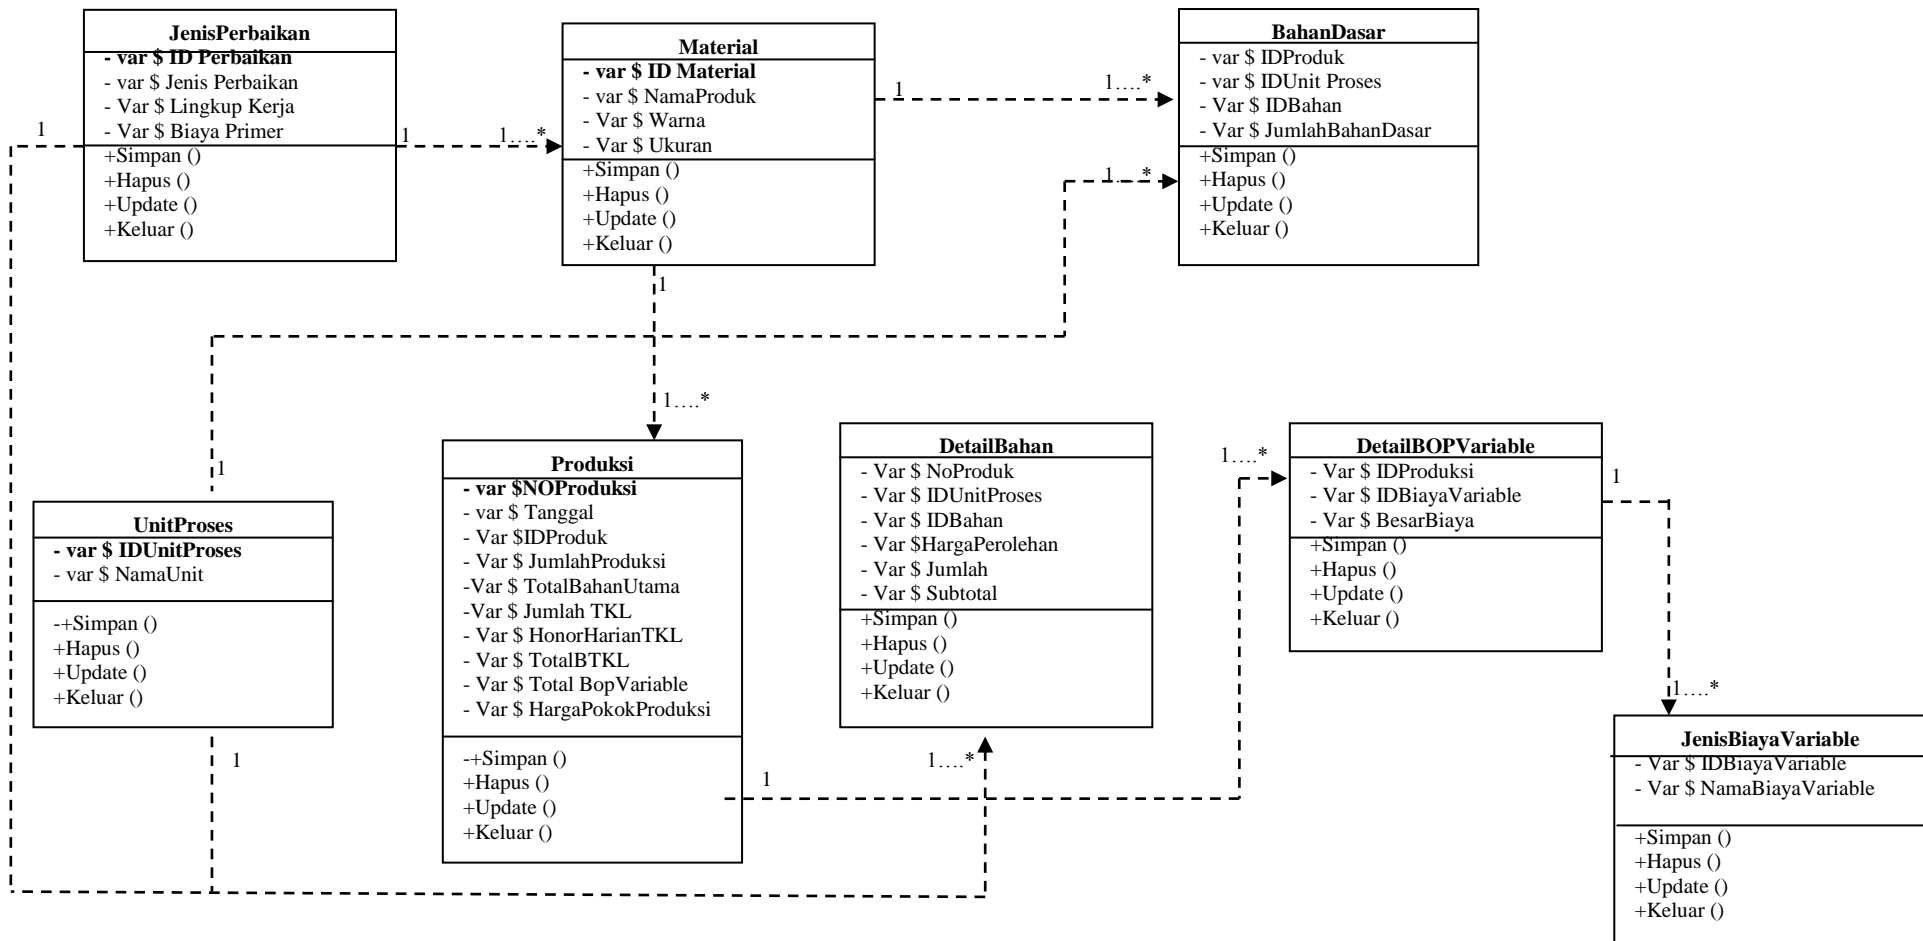 JenisPerbaikan
- var $ ID Perbaikan
- var $ Jenis Perbaikan
- Var $ Lingkup Kerja
- Var $ Biaya Primer
+Simpan ()
+Hapus ()
+Update ()
+Keluar ()
1
1
1....*
Material
- var $ ID Material
- var $ NamaProduk
- Var $ Warna
- Var $ Ukuran
+Simpan ()
+Hapus ()
+Update ()
+Keluar ()
1
1....*
1
1....*
BahanDasar
- var $ IDProduk
- var $ IDUnit Proses
- Var $ IDBahan
- Var $ JumlahBahanDasar
+Simpan ()
+Hapus ()
+Update ()
+Keluar ()
1....*
1
UnitProses
- var $ IDUnitProses
- var $ NamaUnit
-+Simpan ()
+Hapus ()
+Update ()
+Keluar ()
1
Produksi
- var $NOProduksi
- var $ Tanggal
- Var $IDProduk
- Var $ JumlahProduksi
-Var $ TotalBahanUtama
-Var $ Jumlah TKL
- Var $ HonorHarianTKL
- Var $ TotalBTKL
- Var $ Total BopVariable
- Var $ HargaPokokProduksi
-+Simpan ()
+Hapus ()
+Update ()
+Keluar ()
1
DetailBahan
- Var $ NoProduk
- Var $ IDUnitProses
- Var $ IDBahan
- Var $HargaPerolehan
- Var $ Jumlah
- Var $ Subtotal
+Simpan ()
+Hapus ()
+Update ()
+Keluar ()
1....*
1....*
DetailBOPVariable
- Var $ IDProduksi
- Var $ IDBiayaVariable
- Var $ BesarBiaya
+Simpan ()
+Hapus ()
+Update ()
+Keluar ()
1
1....*
JenisBiayaVariable
- Var $ IDBiayaVariable
- Var $ NamaBiayaVariable
+Simpan ()
+Hapus ()
+Update ()
+Keluar ()